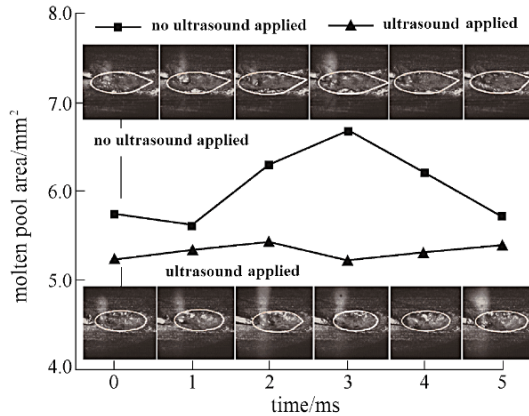 8.0
no ultrasound applied
ultrasound applied
7.0
no ultrasound applied
6.0
5.0
ultrasound applied
4.0
0 1 2 3 4 5
time/ms
molten pool area/mm²